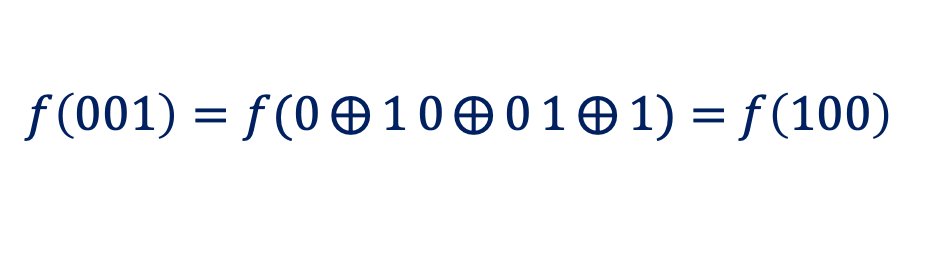 f(001) = f(0⊕1 0⊕0 1⊕1) = f(100)